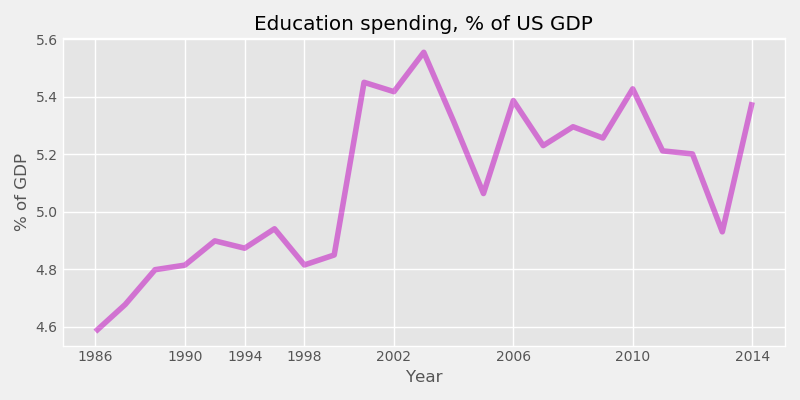 Education spending, % of US GDP
5.6
5.4
5.2
5.0
4.8
4.6
% of GDP
1986 1990 1994 1998 2002 2006 2010 2014
Year